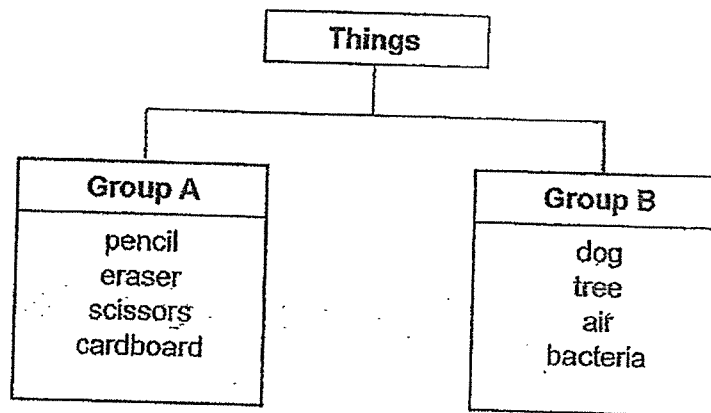 Things
Group A
pencil
eraser
scissors
cardboard
Group B
dog
tree
air
bacteria